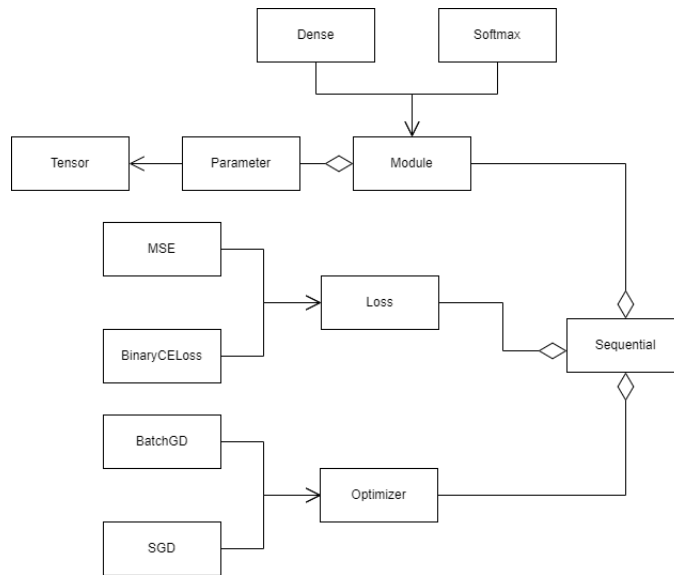 Dense
Softmax
Tensor
Parameter
Module
MSE
Loss
BinaryCELoss
Sequential
BatchGD
Optimizer
SGD